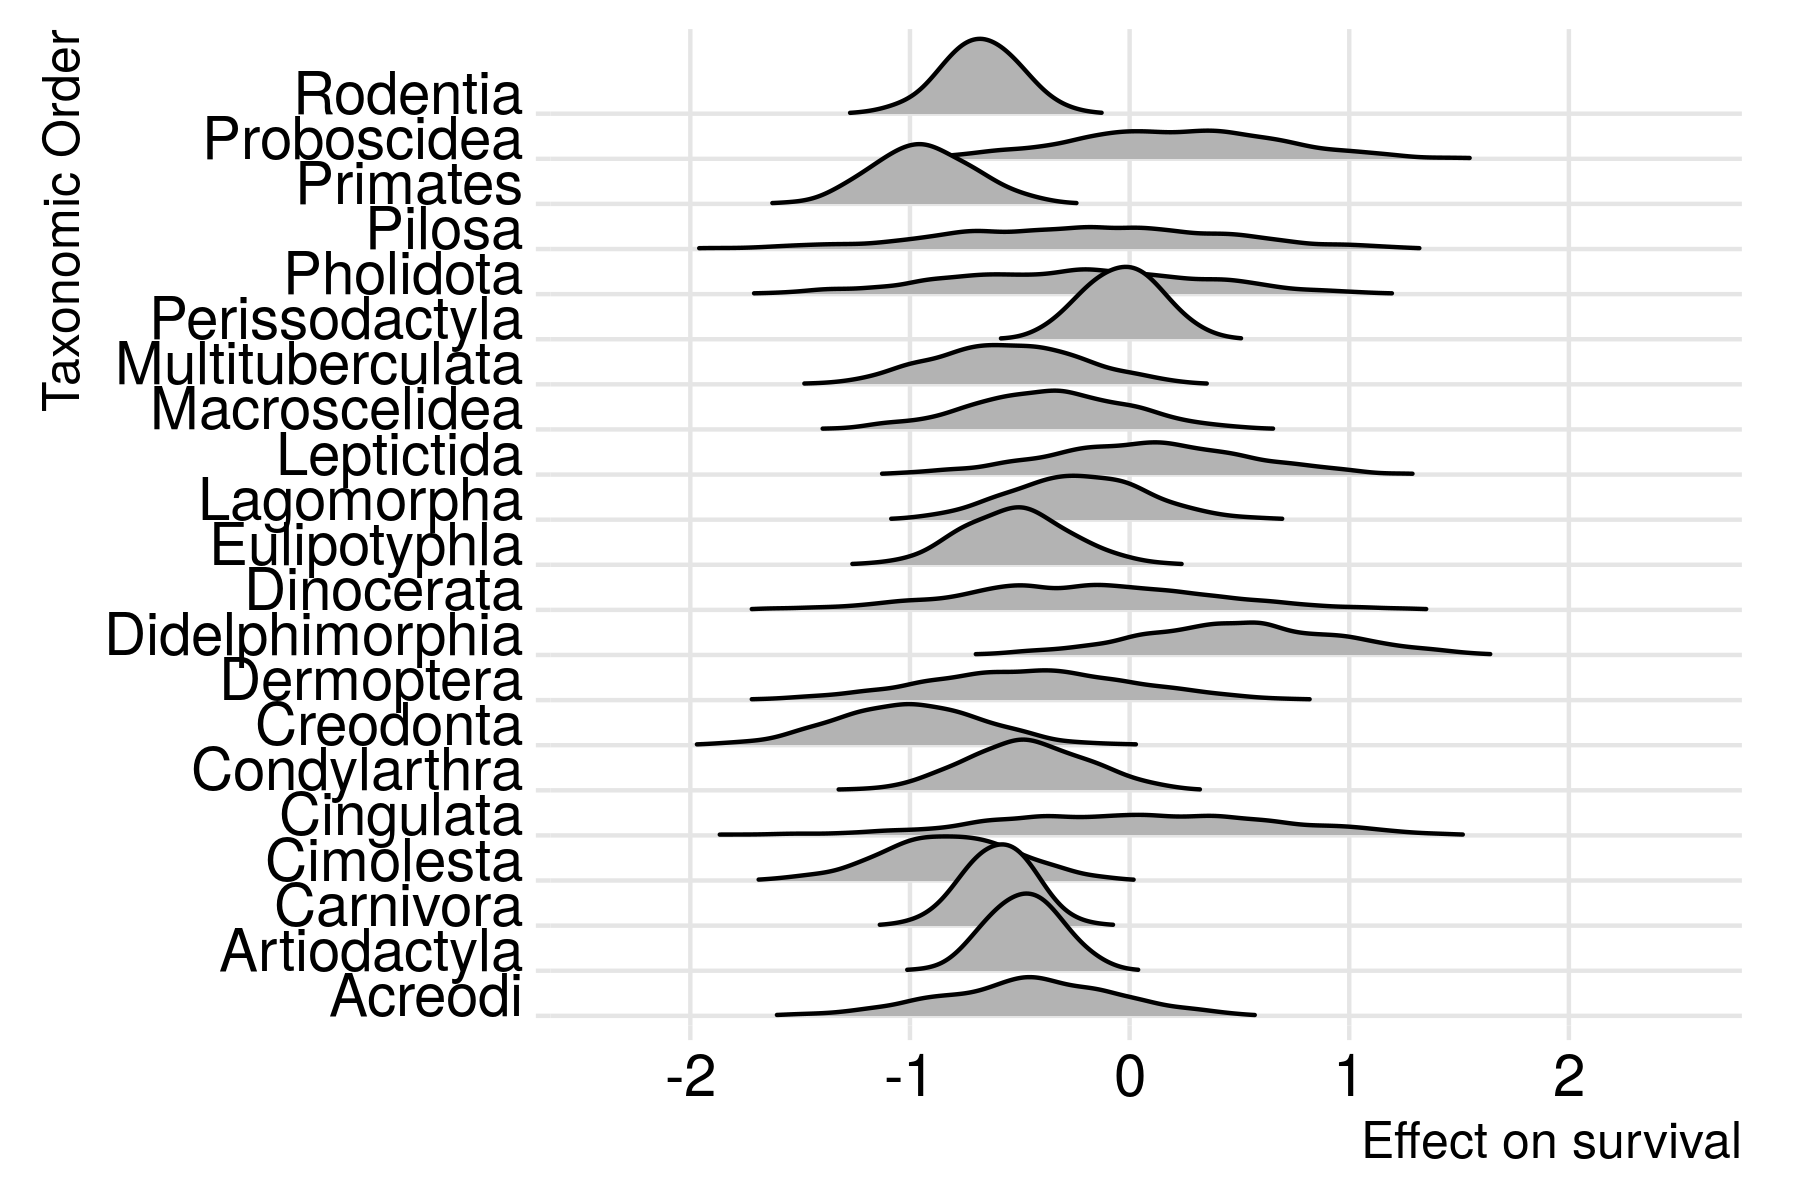 Taxonomic Order
Rodentia
Proboscidea
Primates
Pilosa
Pholidota
Perissodactyla
Multituberculata
Macroscelidea
Leptictida
Lagomorpha
Eulipotyphla
Dinocerata
Didelphimorphia
Dermoptera
Creodonta
Condylarthra
Cingulata
Cimolesta
Carnivora
Artiodactyla
Acreodi
-2 -1 0 1 2
Effect on survival